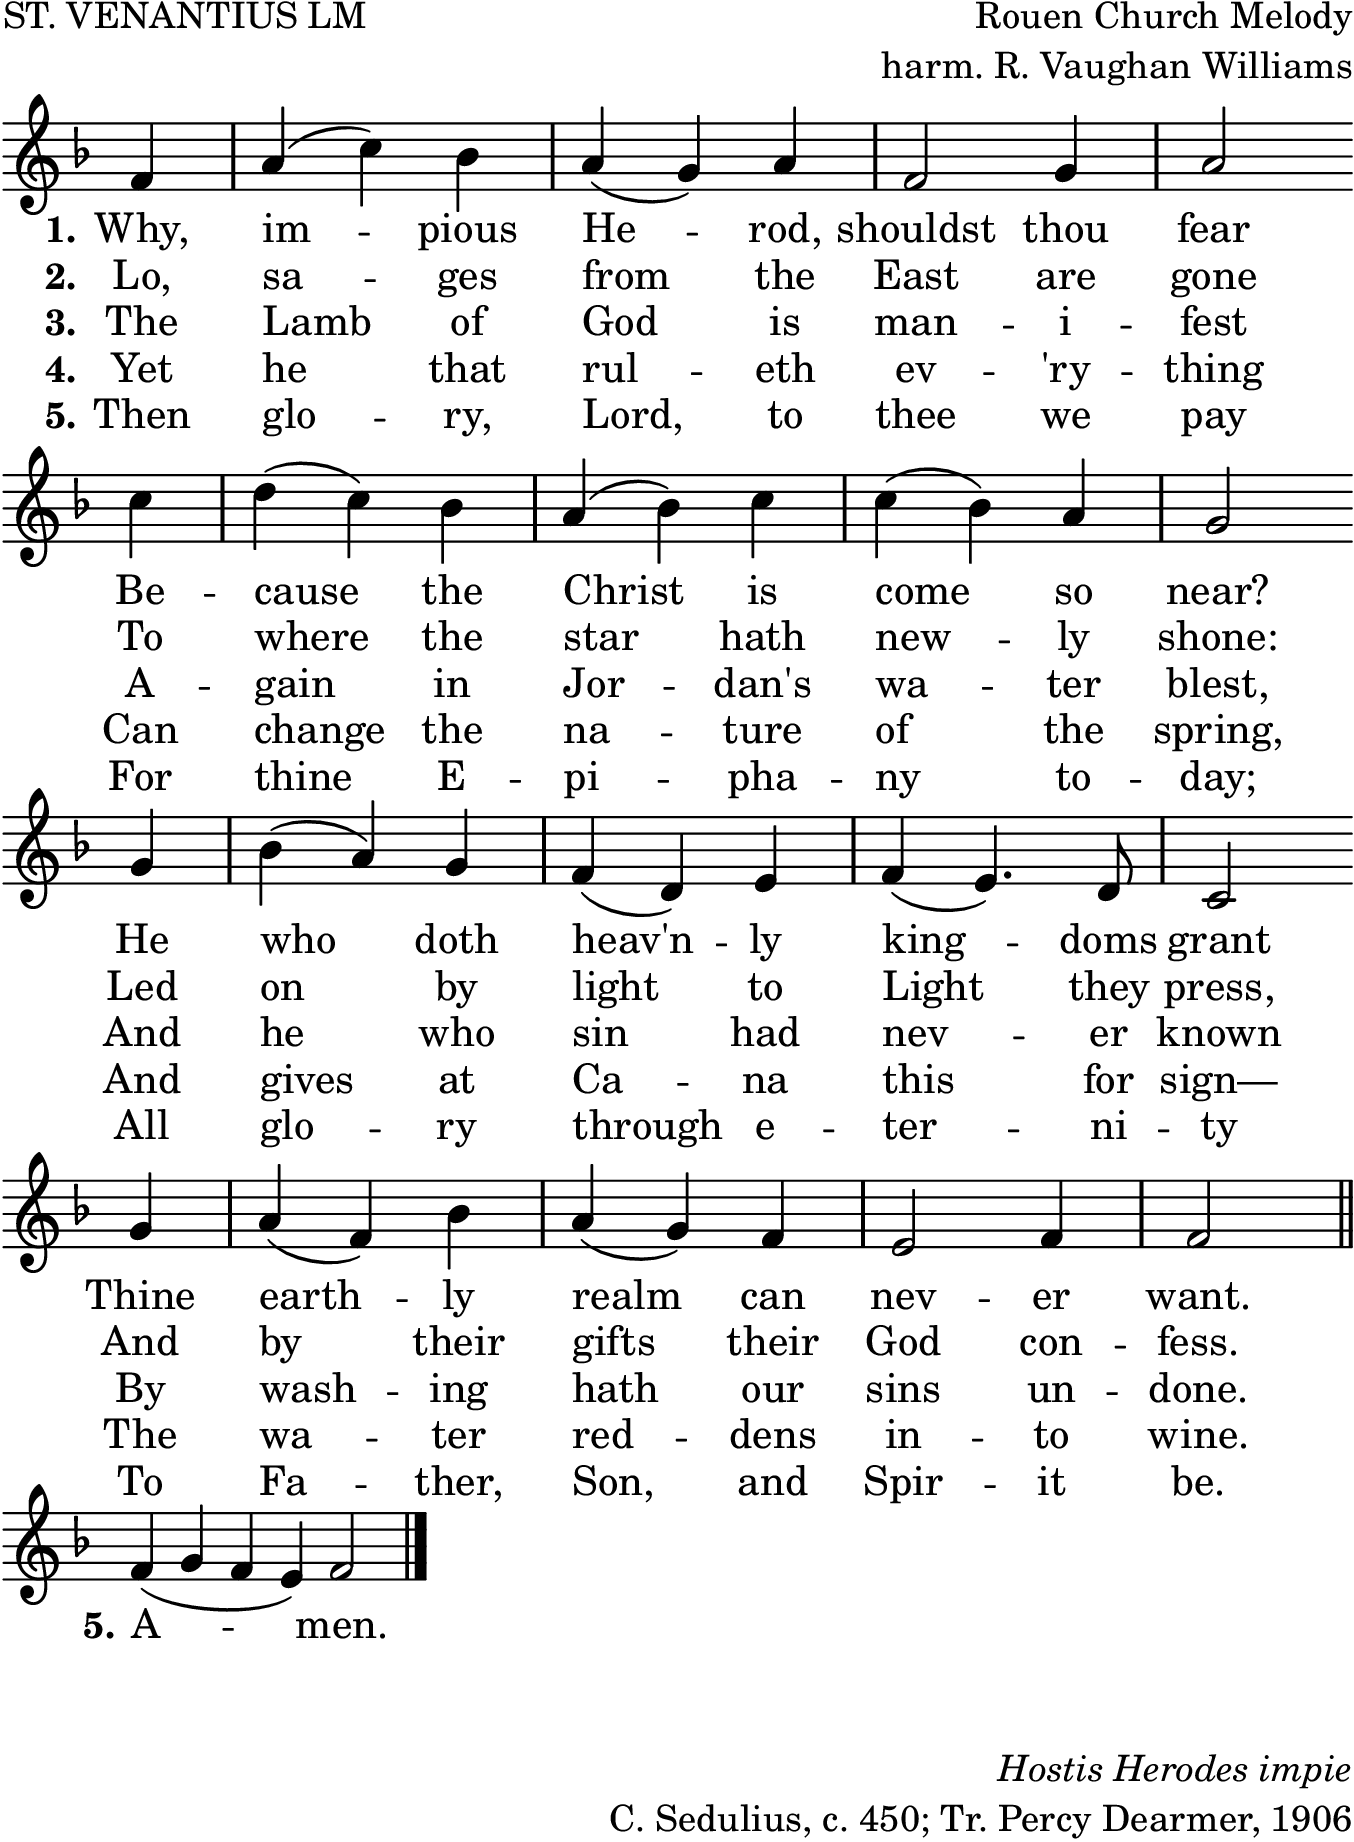 ST. VENANTIUS LM
Rouen Church Melody
harm. R. Vaughan Williams
1. Why, im -- pious He -- rod, shouldst thou fear
2. Lo, sa -- ges from the East are gone
3. The Lamb of God is man -- i -- fest
4. Yet he that rul -- eth ev -- 'ry -- thing
5. Then glo -- ry, Lord, to thee we pay
Be -- cause the Christ is come so near?
To where the star hath new -- ly shone:
A -- gain in Jor -- dan's wa -- ter blest,
Can change the na -- ture of the spring,
For thine E -- pi -- pha -- ny to -- day;
He who doth heav'n -- ly king -- doms grant
Led on by light to Light they press,
And he who sin had nev -- er known
And gives at Ca -- na this for sign—
All glo -- ry through e -- ter -- ni -- ty
Thine earth -- ly realm can nev -- er want.
And by their gifts their God con -- fess.
By wash -- ing hath our sins un -- done.
The wa -- ter red -- dens in -- to wine.
To Fa -- ther, Son, and Spir -- it be.
5. A -- men.
Hostis Herodes impie
C. Sedulius, c. 450; Tr. Percy Dearmer, 1906